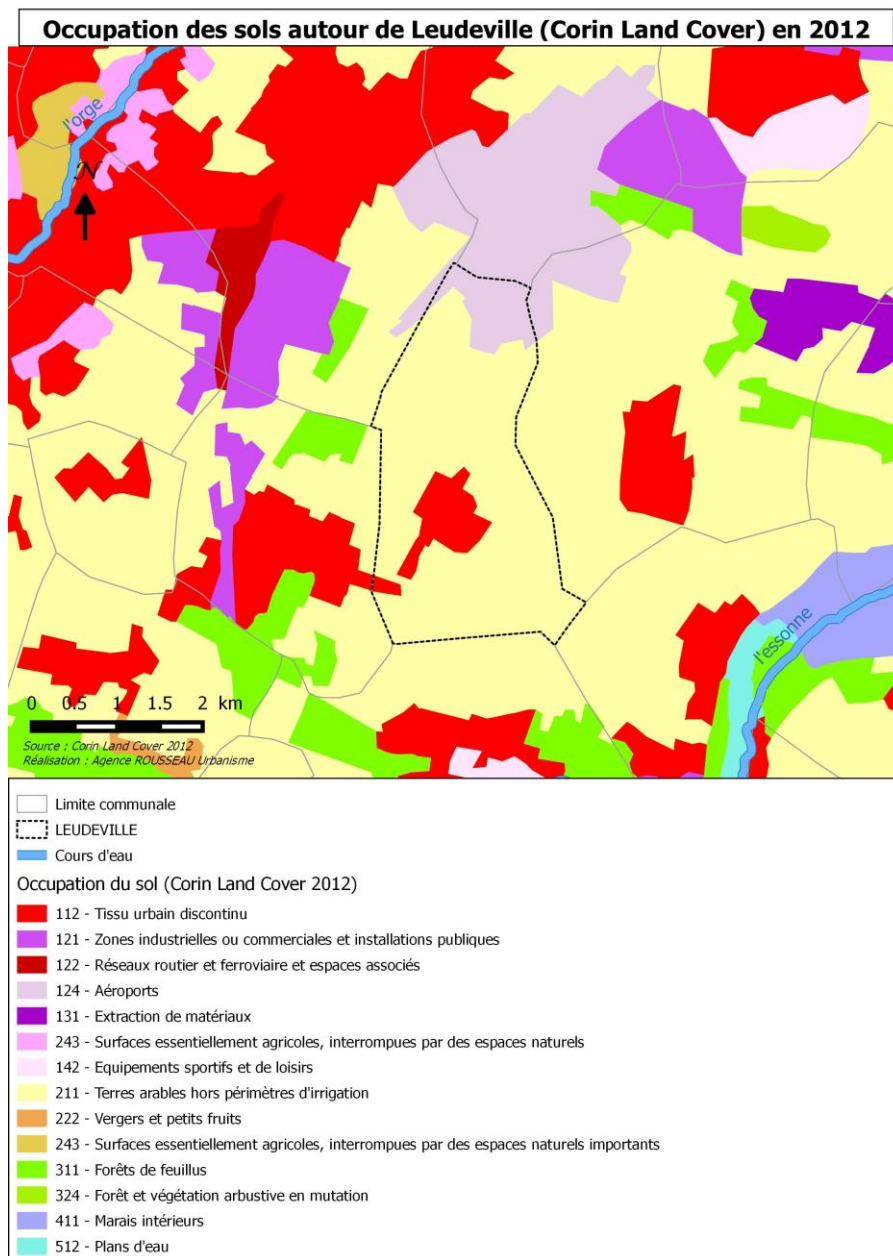 Occupation des sols autour de Leudeville (Corin Land Cover) en 2012
l'orge
N
l'essonne
0 0.5 1 1.5 2 km
Source : Corin Land Cover 2012
Réalisation : Agence ROUSSEAU Urbanisme
Limite communale
LEUDEVILLE
Cours d'eau
Occupation du sol (Corin Land Cover 2012)
112 - Tissu urbain discontinu
121 - Zones industrielles ou commerciales et installations publiques
122 - Réseaux routier et ferroviaire et espaces associés
124 - Aéroports
131 - Extraction de matériaux
243 - Surfaces essentiellement agricoles, interrompues par des espaces naturels
142 - Equipements sportifs et de loisirs
211 - Terres arables hors périmètres d'irrigation
222 - Vergers et petits fruits
243 - Surfaces essentiellement agricoles, interrompues par des espaces naturels importants
311 - Forêts de feuillus
324 - Forêt et végétation arbustive en mutation
411 - Marais intérieurs
512 - Plans d'eau